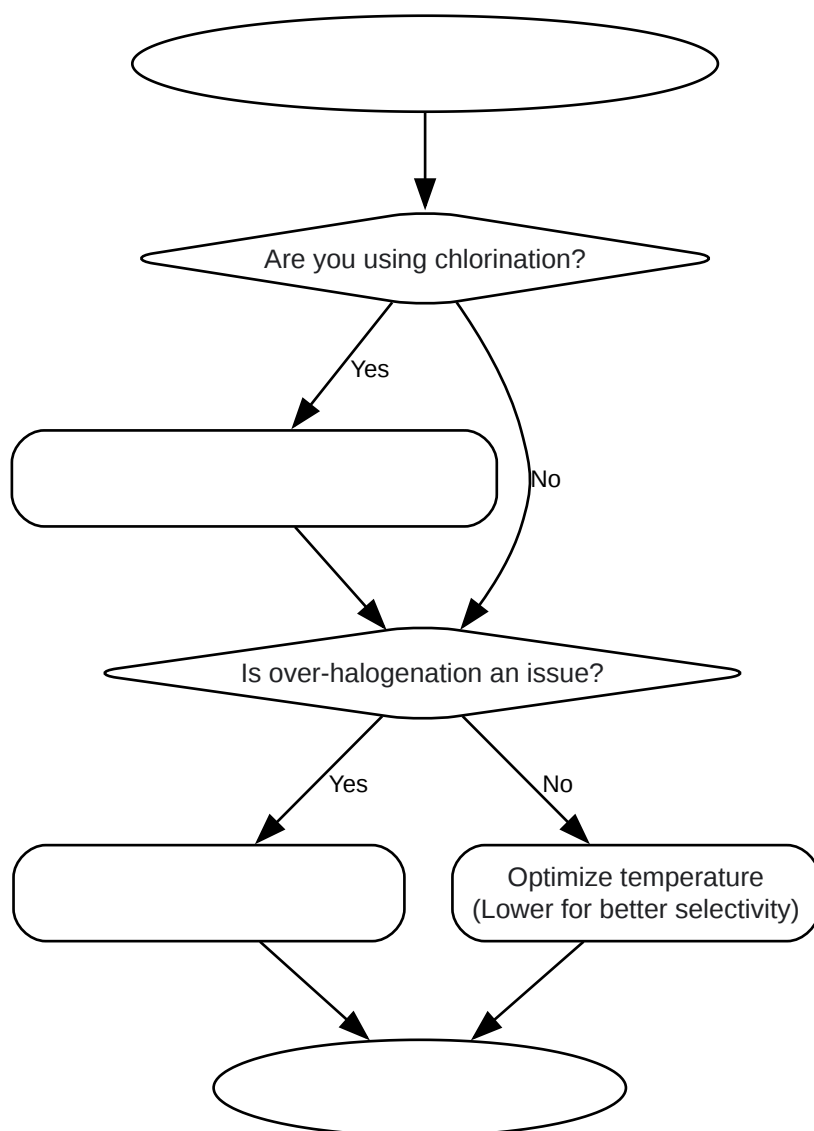 Are you using chlorination?
Yes
No
Is over-halogenation an issue?
Yes
No
Optimize temperature
(Lower for better selectivity)